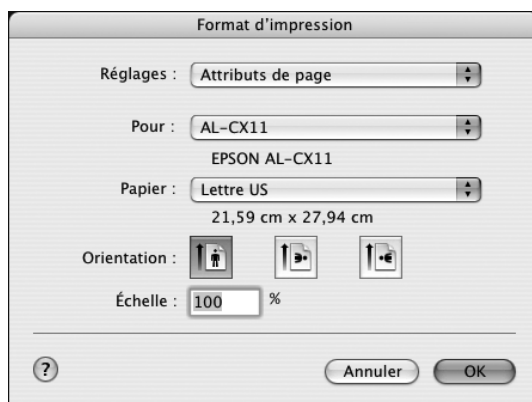 Format d’impression
Réglages : Attributs de page
Pour : AL-CX11
EPSON AL-CX11
Papier : Lettre US
21,59 cm x 27,94 cm
Orientation :
Échelle : 100 %
? Annuler OK